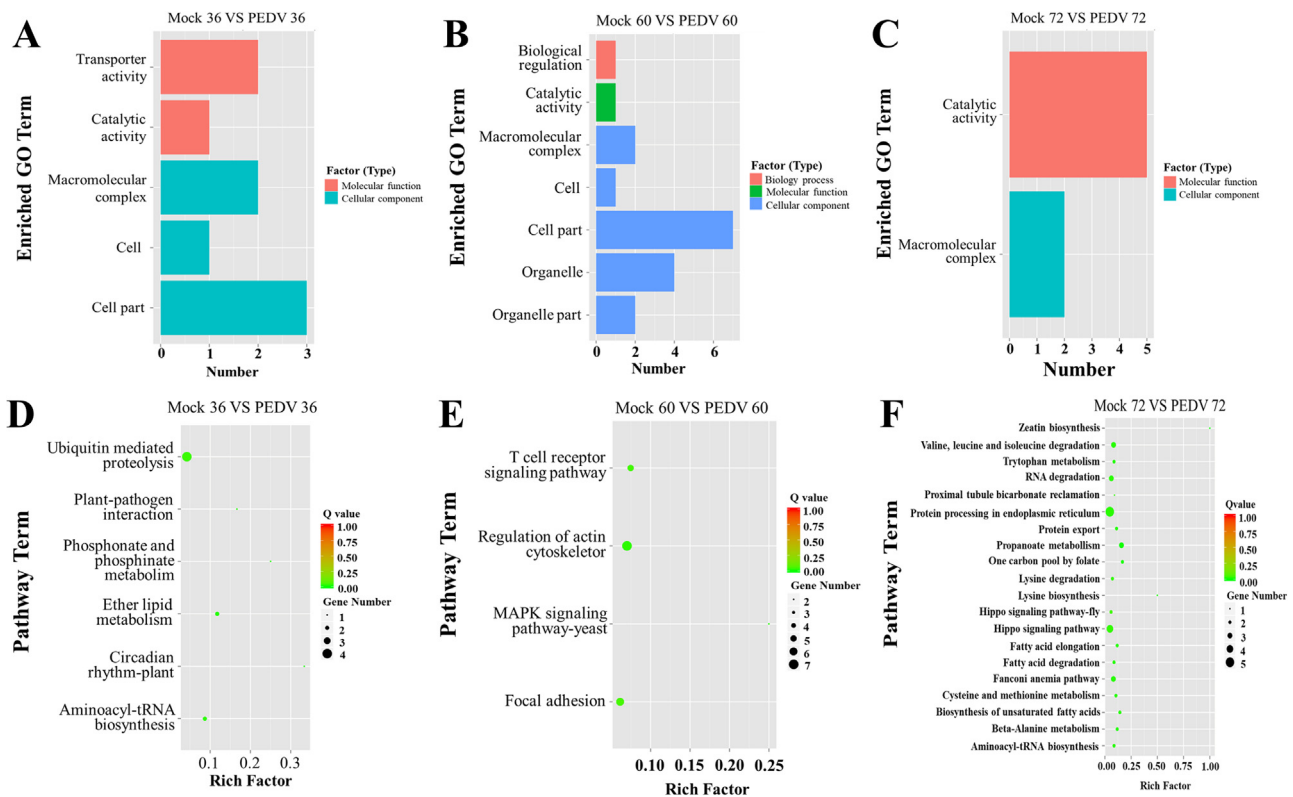 A
Mock 36 VS PEDV 36
Enriched GO Term
Transporter
activity
Catalytic
activity
Macromolecular
complex
Cell
Cell part
0 1 2 3
Number
Factor (Type)
Molecular function
Cellular component
B
Mock 60 VS PEDV 60
Enriched GO Term
Biological
regulation
Catalytic
activity
Macromolecular
complex
Cell
Cell part
Organelle
Organelle part
0 2 4 6
Number
Factor (Type)
Biology process
Molecular function
Cellular component
C
Mock 72 VS PEDV 72
Enriched GO Term
Catalytic
activity
Macromolecular
complex
0 1 2 3 4 5
Number
Factor (Type)
Molecular function
Cellular component
D
Mock 36 VS PEDV 36
Pathway Term
Ubiquitin mediated
proteolysis
Plant-pathogen
interaction
Phosphonate and
phosphinate
metabolim
Ether lipid
metabolism
Circadian
rhythm-plant
Aminoacyl-tRNA
biosynthesis
0.1 0.2 0.3
Rich Factor
Q value
1.00
0.75
0.50
0.25
0.00
Gene Number
1
2
3
4
E
Mock 60 VS PEDV 60
Pathway Term
T cell receptor
signaling pathway
Regulation of actin
cytoskeletor
MAPK signaling
pathway-yeast
Focal adhesion
0.10 0.15 0.20 0.25
Rich Factor
Q value
1.00
0.75
0.50
0.25
0.00
Gene Number
2
3
4
5
6
7
F
Mock 72 VS PEDV 72
Pathway Term
Zeatin biosynthesis
Valine, leucine and isoleucine degradation
Trytophan metabolism
RNA degradation
Proximal tubule bicarbonate reclamation
Protein processing in endoplasmic reticulum
Protein export
Propanoate metabollism
One carbon pool by folate
Lysine degradation
Lysine biosynthesis
Hippo signaling pathway-fly
Hippo signaling pathway
Fatty acid elongation
Fatty acid degradation
Fanconi anemia pathway
Cysteine and methionine metabolism
Biosynthesis of unsaturated fatty acids
Beta-Alanine metabolism
Aminoacyl-tRNA biosynthesis
0.00 0.25 0.50 0.75 1.00
Rich Factor
Qvalue
1.00
0.75
0.50
0.25
0.00
Gene Number
1
2
3
4
5